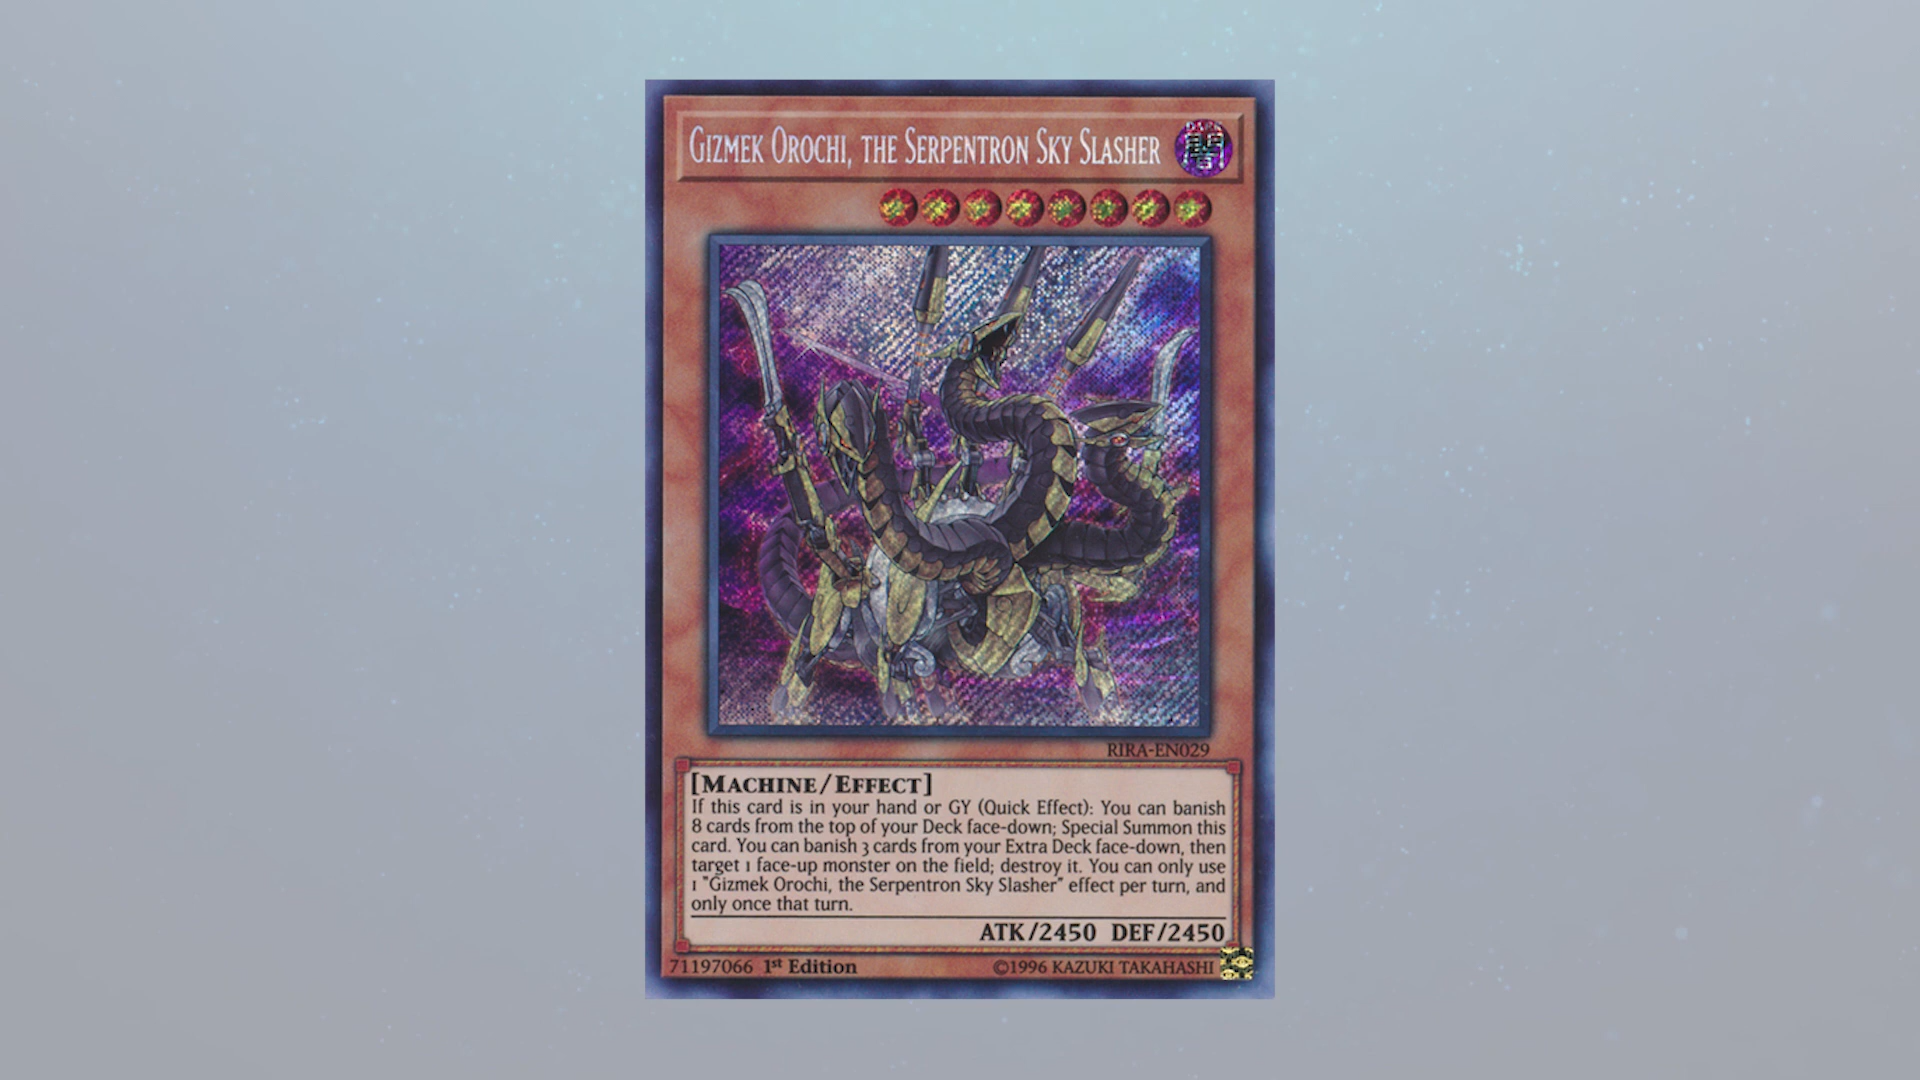 GIZMEK OROCHI, THE SERPENTRON SKY SLASHER
闇
RIRA-EN029
[MACHINE/EFFECT]
If this card is in your hand or GY (Quick Effect): You can banish
8 cards from the top of your Deck face-down; Special Summon this
card. You can banish 3 cards from your Extra Deck face-down, then
target 1 face-up monster on the field; destroy it. You can only use
1 "Gizmek Orochi, the Serpentron Sky Slasher" effect per turn, and
only once that turn.
ATK/2450 DEF/2450
71197066 1st Edition
©1996 KAZUKI TAKAHASHI